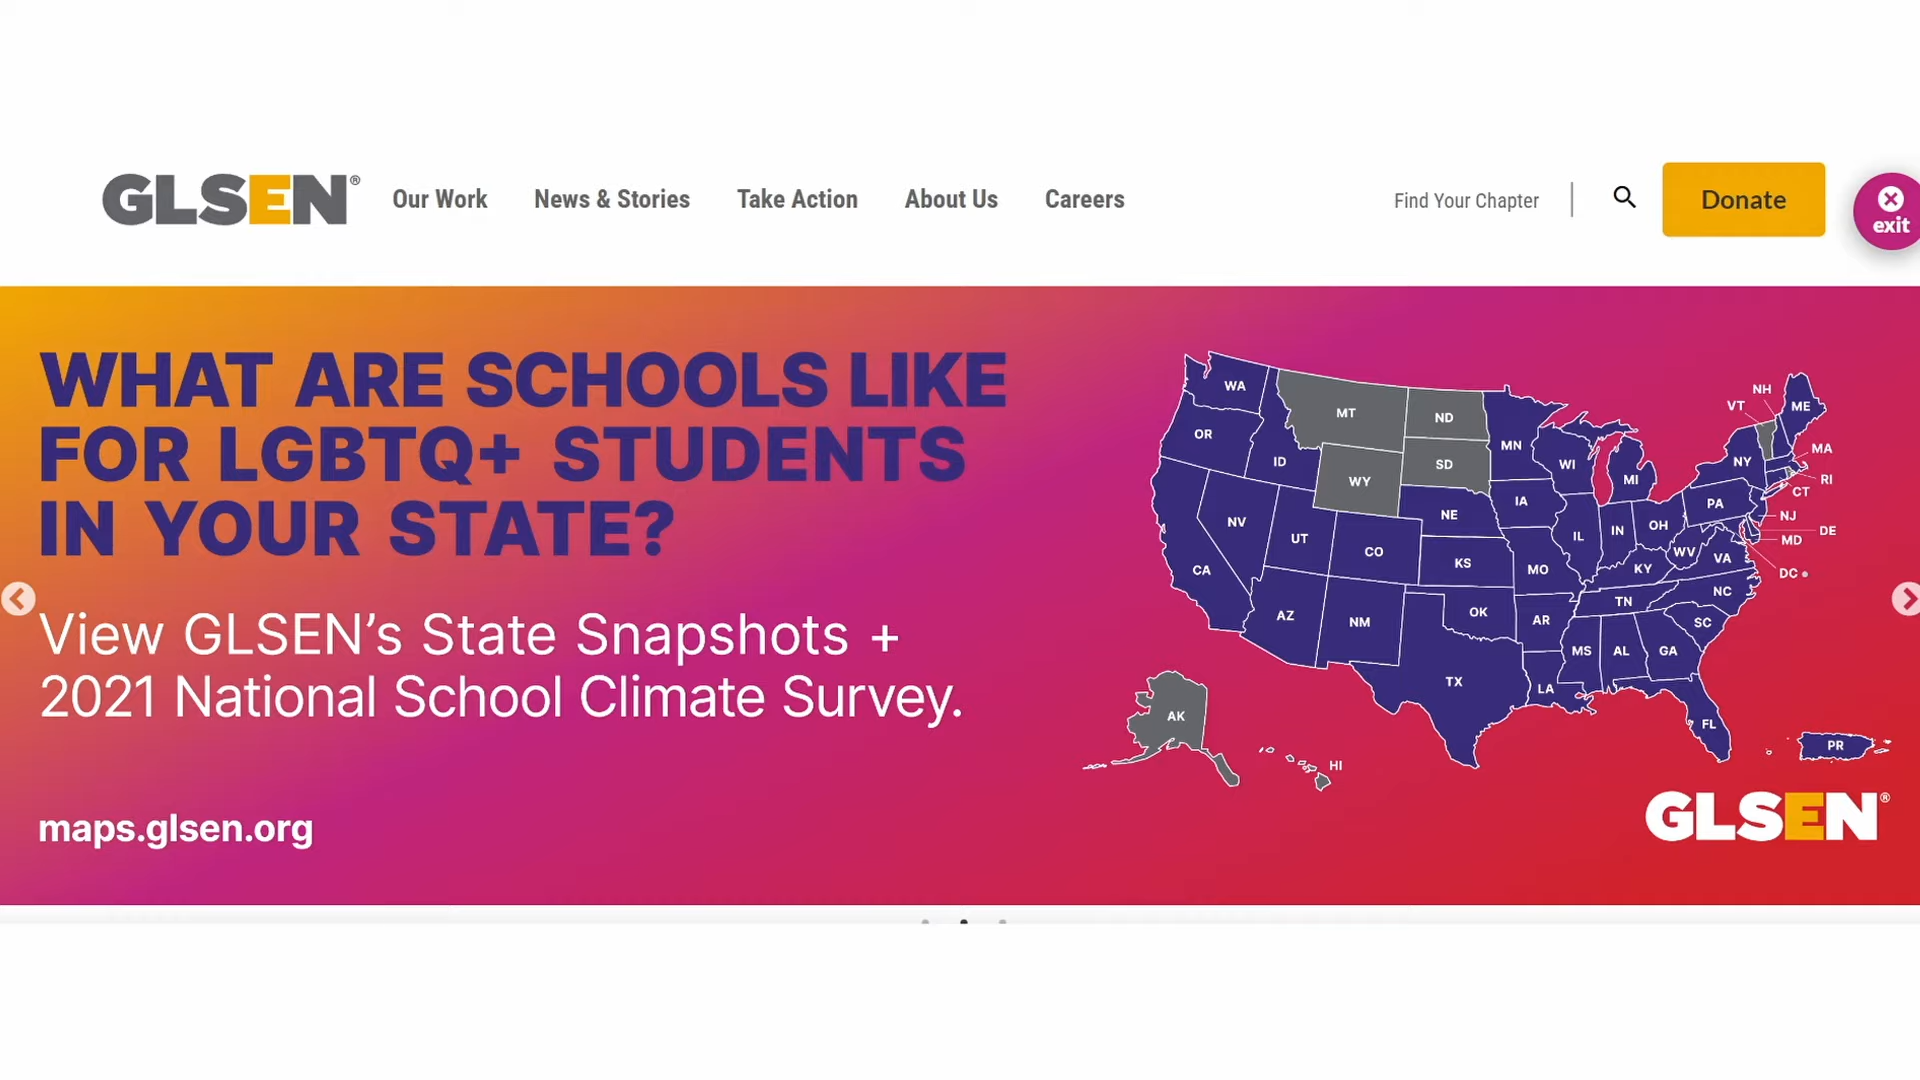 GLSEN®
Our Work
News & Stories
Take Action
About Us
Careers
Find Your Chapter
Donate
exit
WHAT ARE SCHOOLS LIKE
FOR LGBTQ+ STUDENTS
IN YOUR STATE?
View GLSEN's State Snapshots +
2021 National School Climate Survey.
maps.glsen.org
WA
MT
ND
OR
ID
WY
SD
MN
WI
MI
NY
VT
NH
ME
MA
RI
CT
NJ
DE
MD
DC
NV
UT
CO
NE
IA
IL
IN
OH
PA
WV
VA
CA
AZ
NM
KS
MO
KY
NC
OK
AR
TN
SC
TX
LA
MS
AL
GA
FL
AK
HI
PR
GLSEN®